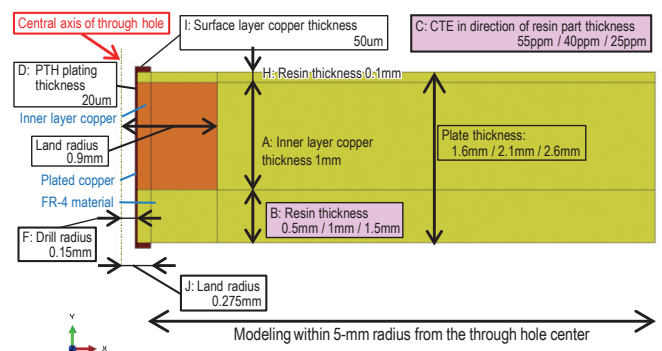 Central axis of through hole
I: Surface layer copper thickness
50um
C: CTE in direction of resin part thickness
55ppm / 40ppm / 25ppm
D: PTH plating
thickness
20um
H: Resin thickness 0.1mm
Inner layer copper
Land radius
0.9mm
A: Inner layer copper
thickness 1mm
Plate thickness:
1.6mm / 2.1mm / 2.6mm
Plated copper
FR-4 material
B: Resin thickness
0.5mm / 1mm / 1.5mm
F: Drill radius
0.15mm
J: Land radius
0.275mm
Modeling within 5-mm radius from the through hole center
Y
Z
X